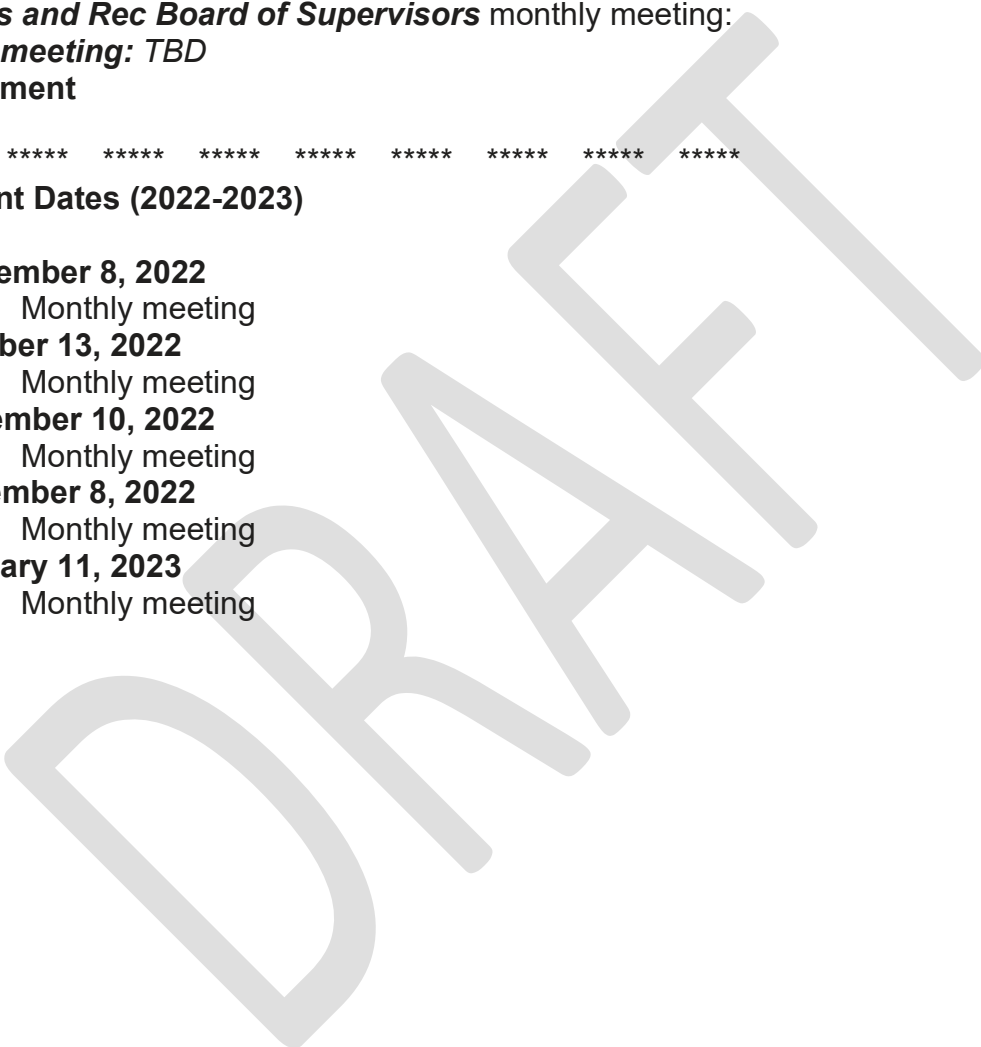 s and Rec Board of Supervisors monthly meeting:
meeting: TBD
ment
***** ***** ***** ***** ***** ***** ***** *****
nt Dates (2022-2023)
ember 8, 2022
Monthly meeting
ber 13, 2022
Monthly meeting
ember 10, 2022
Monthly meeting
ember 8, 2022
Monthly meeting
ary 11, 2023
Monthly meeting
DRAFT